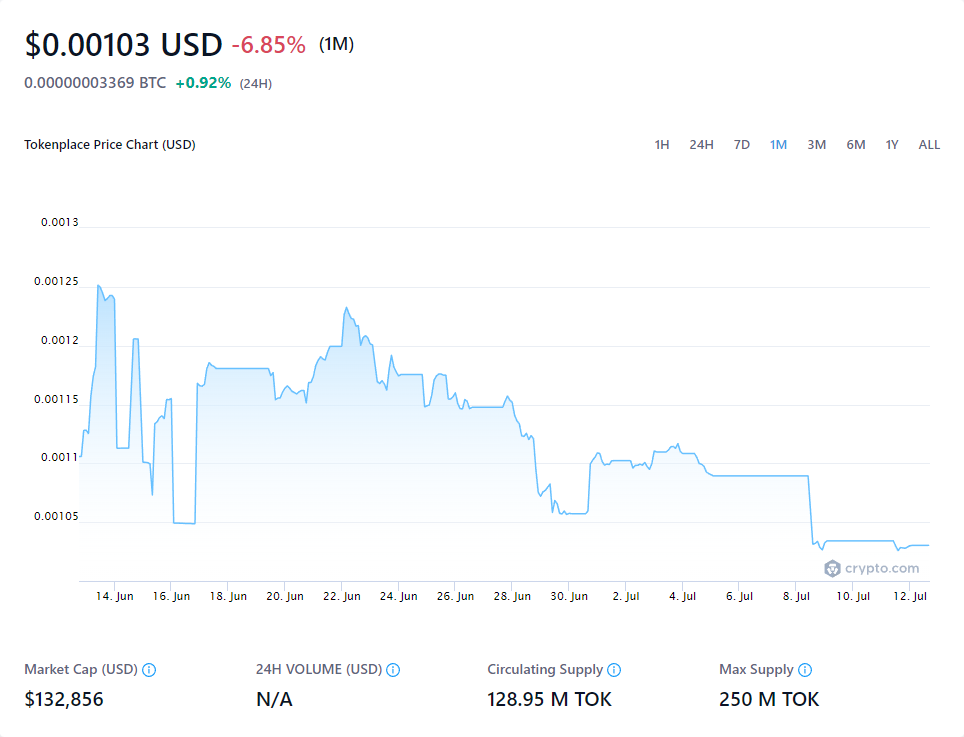 $0.00103 USD -6.85% (1M)
0.00000003369 BTC +0.92% (24H)
Tokenplace Price Chart (USD) 1H 24H 7D 1M 3M 6M 1Y ALL
0.0013
0.00125
0.0012
0.00115
0.0011
0.00105
crypto.com
14. Jun 16. Jun 18. Jun 20. Jun 22. Jun 24. Jun 26. Jun 28. Jun 30. Jun 2. Jul 4. Jul 6. Jul 8. Jul 10. Jul 12. Jul
Market Cap (USD) 24H VOLUME (USD) Circulating Supply Max Supply
$132,856 N/A 128.95 M TOK 250 M TOK